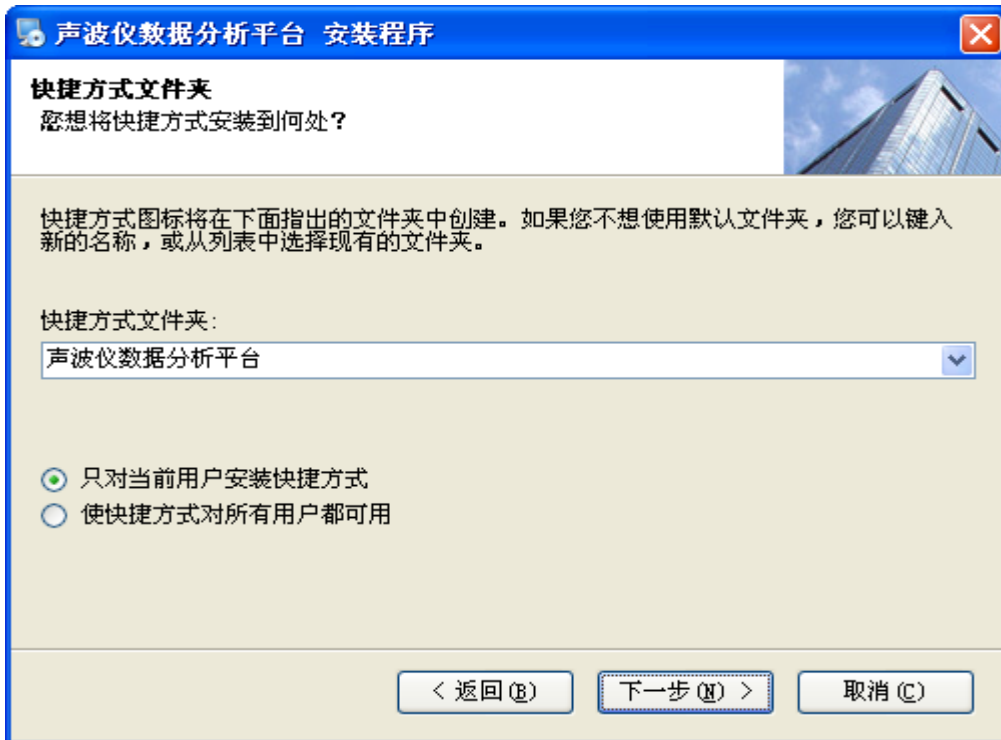 声波仪数据分析平台 安装程序
快捷方式文件夹
您想将快捷方式安装到何处?
快捷方式图标将在下面指出的文件夹中创建。如果您不想使用默认文件夹，您可以键入
新的名称，或从列表中选择现有的文件夹。
快捷方式文件夹:
声波仪数据分析平台
只对当前用户安装快捷方式
使快捷方式对所有用户都可用
< 返回(B) 下一步(N) > 取消(C)